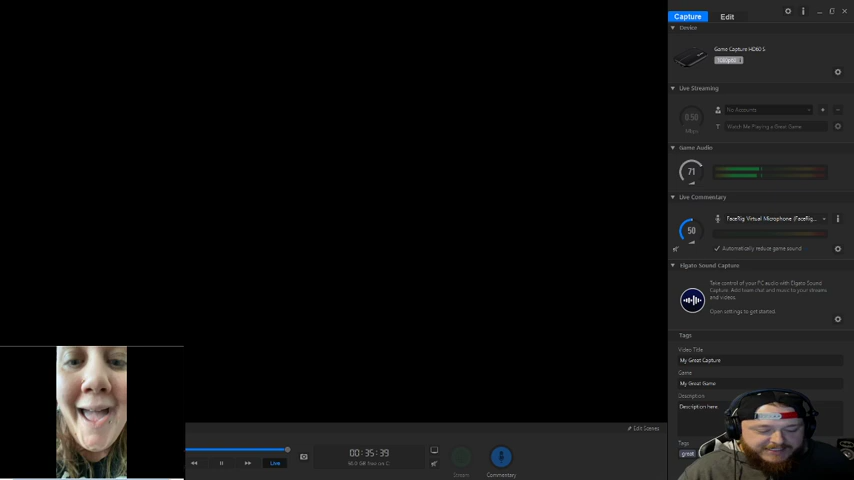 Capture
Edit
Device
Game Capture HD60 S
1080p60
Live Streaming
0.50
Mbps
No Accounts
T
Watch Me Playing a Great Game
Game Audio
71
Live Commentary
50
FaceRig Virtual Microphone (FaceRig...
Automatically reduce game sound
Elgato Sound Capture
Take control of your PC audio with Elgato Sound
Capture. Add team chat and music to your streams
and videos.
Open settings to get started.
Tags
Video Title
My Great Capture
Game
My Great Game
Description
Description here
Tags
great
Edit Scenes
Live
00:35:39
Stream
Commentary